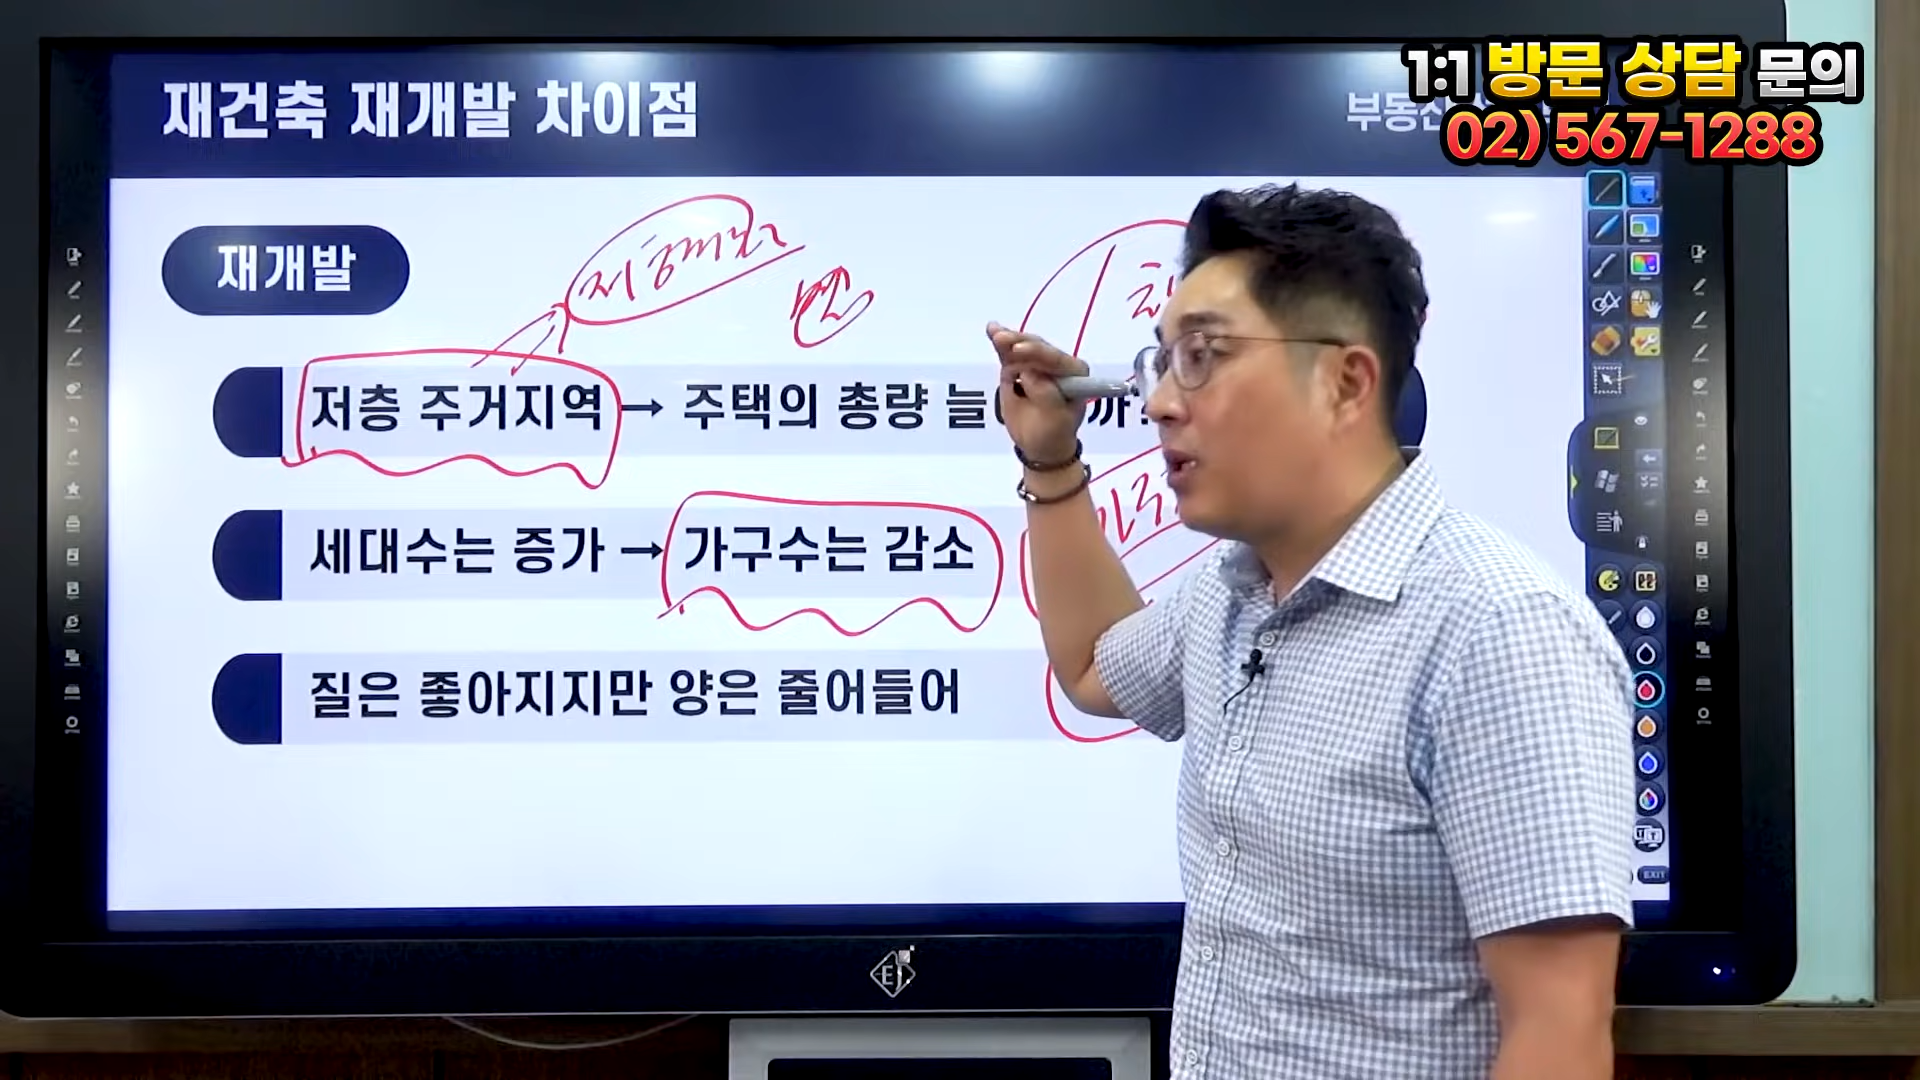 1:1 방문 상담 문의
02) 567-1288
재건축 재개발 차이점
재개발
저층 주거지역 → 주택의 총량
세대수는 증가 → 가구수는 감소
질은 좋아지지만 양은 줄어들어
EXIT